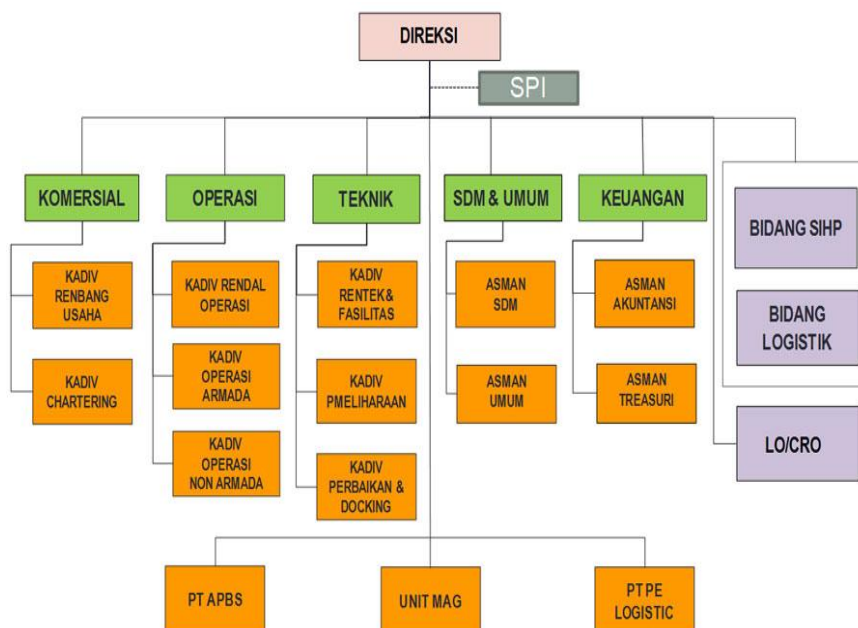 DIREKSI
SPI
KOMERSIAL
OPERASI
TEKNIK
SDM & UMUM
KEUANGAN
BIDANG SIHP
KADIV
RENBANG
USAHA
KADIV RENDAL
OPERASI
KADIV
RENTEK&
FASILITAS
ASMAN
SDM
ASMAN
AKUNTANSI
BIDANG
LOGISTIK
KADIV
CHARTERING
KADIV
OPERASI
ARMADA
KADIV
PMELIHARAAN
ASMAN
UMUM
ASMAN
TREASURI
LO/CRO
KADIV
OPERASI
NON ARMADA
KADIV
PERBAIKAN &
DOCKING
PT APBS
UNIT MAG
PT PE
LOGISTIC